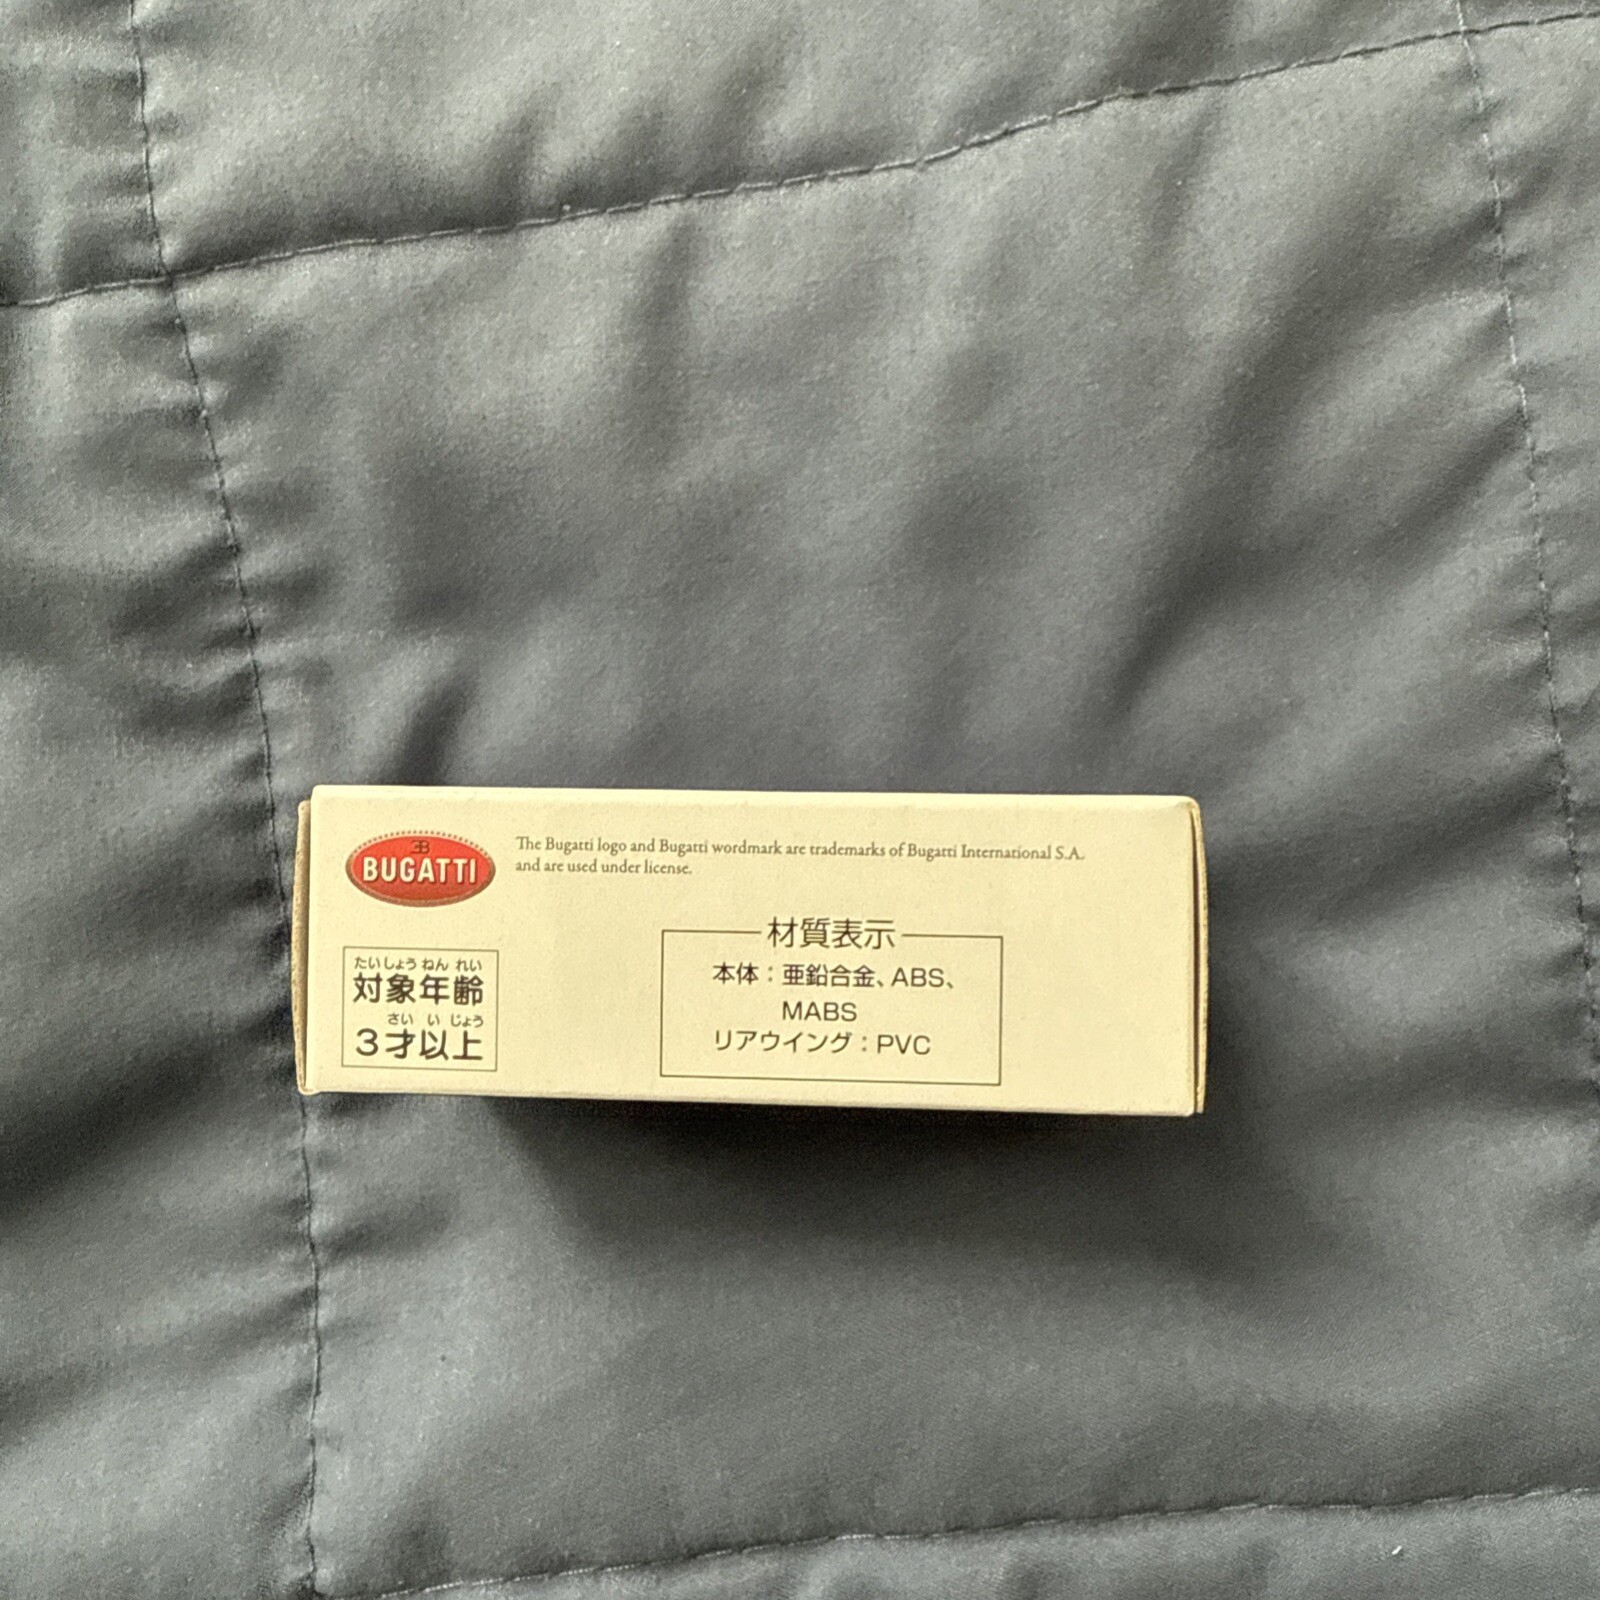 EB
BUGATTI
The Bugatti logo and Bugatti wordmark are trademarks of Bugatti International S.A.
and are used under license.
たいしょうねんれい
対象年齢
さいいじょう
3才以上
材質表示
本体：亜鉛合金、ABS、
MABS
リアウイング：PVC